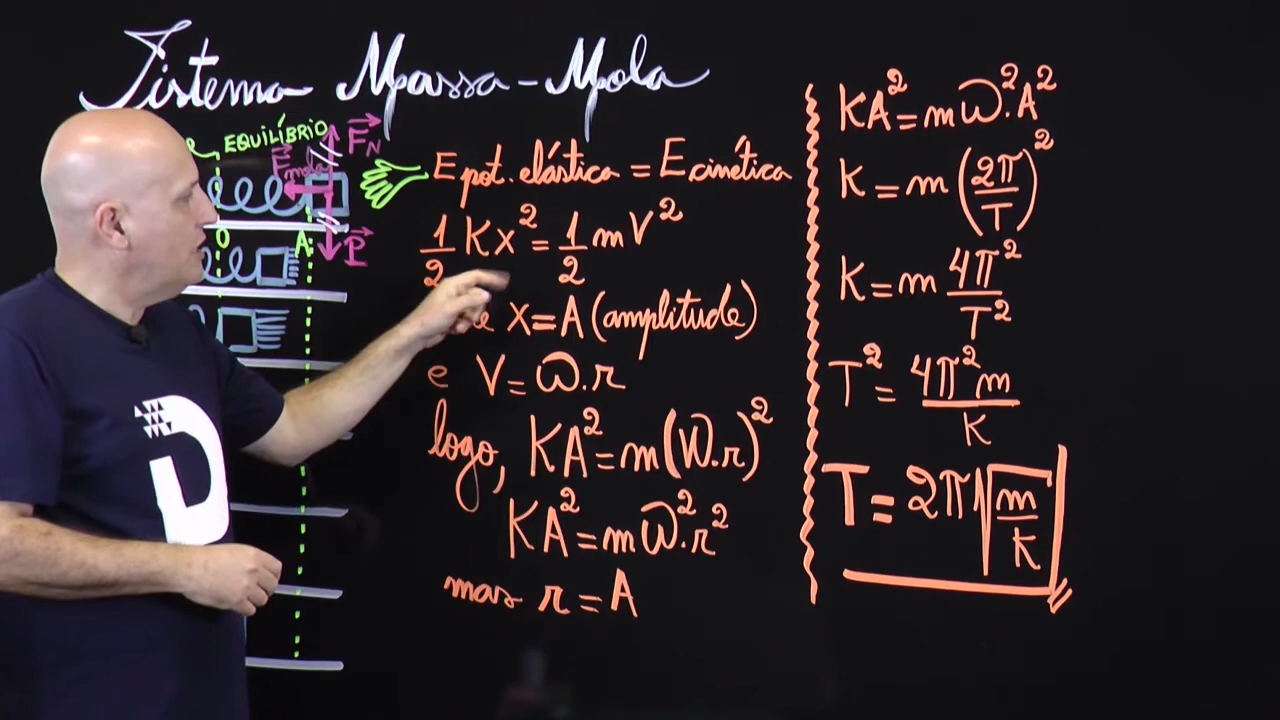 Sistema Massa-Mola
EQUILÍBRIO
F_N
F_mola
O
A
P
E pot. elástica = E cinética
1/2 Kx² = 1/2 mV²
x = A (amplitude)
e V = ω.r
logo, KA² = m(ω.r)²
KA² = mω².r²
mas r = A
KA² = mω².A²
K = m(2π/T)²
K = m 4π²/T²
T² = 4π²m/K
T = 2π√(m/K)